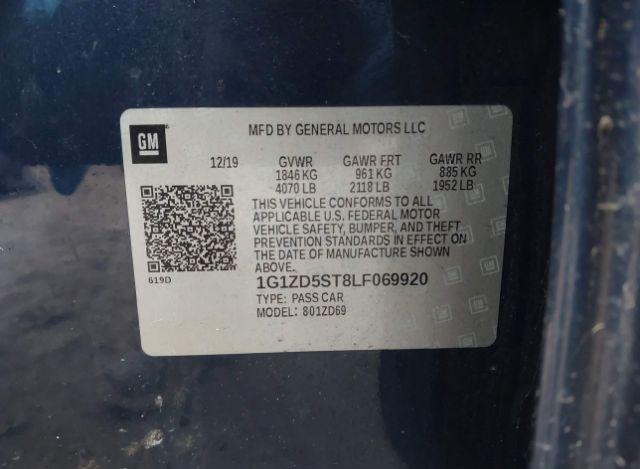 MFD BY GENERAL MOTORS LLC
GM
12/19 GVWR GAWR FRT GAWR RR
1846 KG 961 KG 885 KG
4070 LB 2118 LB 1952 LB
THIS VEHICLE CONFORMS TO ALL
APPLICABLE U.S. FEDERAL MOTOR
VEHICLE SAFETY, BUMPER, AND THEFT
PREVENTION STANDARDS IN EFFECT ON
THE DATE OF MANUFACTURE SHOWN
ABOVE.
619D
1G1ZD5ST8LF069920
TYPE: PASS CAR
MODEL: 801ZD69